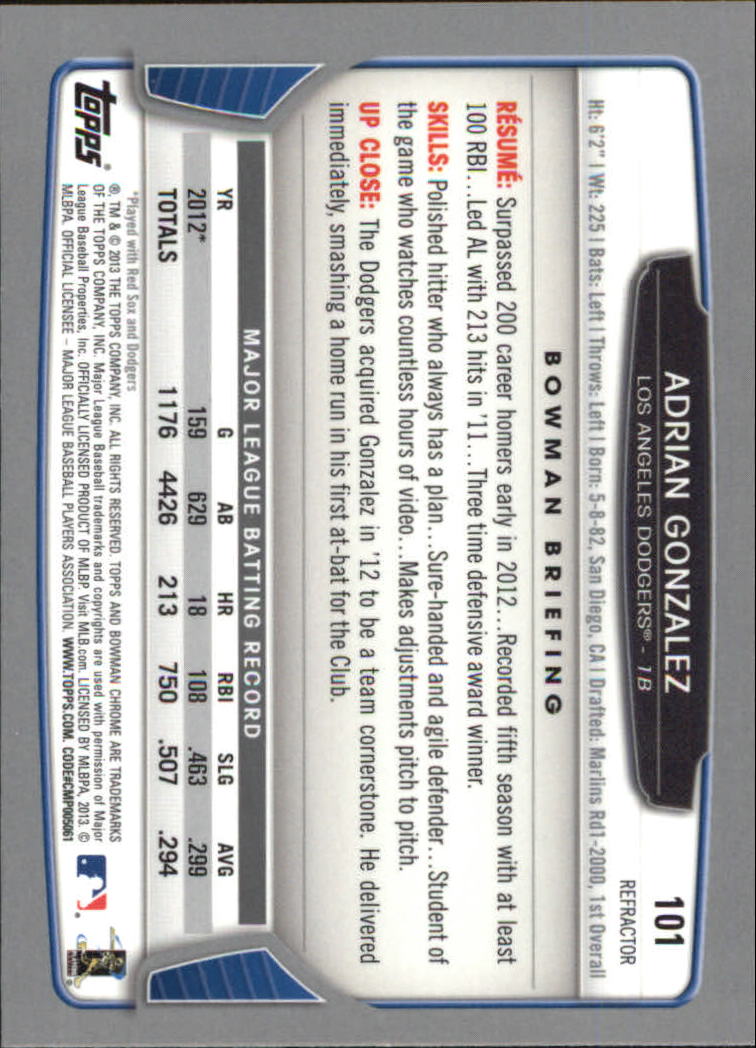 101
REFRACTOR
ADRIAN GONZALEZ
LOS ANGELES DODGERS® - 1B
Ht: 6'2" | Wt: 225 | Bats: Left | Throws: Left | Born: 5-8-82, San Diego, CA | Drafted: Marlins Rd1-2000, 1st Overall
BOWMAN BRIEFING
RÉSUMÉ: Surpassed 200 career homers early in 2012...Recorded fifth season with at least
100 RBI...Led AL with 213 hits in '11...Three time defensive award winner.
SKILLS: Polished hitter who always has a plan...Sure-handed and agile defender...Student of
the game who watches countless hours of video...Makes adjustments pitch to pitch.
UP CLOSE: The Dodgers acquired Gonzalez in '12 to be a team cornerstone. He delivered
immediately, smashing a home run in his first at-bat for the Club.
MAJOR LEAGUE BATTING RECORD
YR G AB HR RBI SLG AVG
2012* 159 629 18 108 .463 .299
TOTALS 1176 4426 213 750 .507 .294
*Played with Red Sox and Dodgers
topps®
®, TM & © 2013 THE TOPPS COMPANY, INC. ALL RIGHTS RESERVED. TOPPS AND BOWMAN CHROME ARE TRADEMARKS
OF THE TOPPS COMPANY, INC. Major League Baseball trademarks and copyrights are used with permission of Major
League Baseball Properties, Inc. OFFICIALLY LICENSED PRODUCT OF MLBP. Visit MLB.com. LICENSED BY MLBPA, 2013. ©
MLBPA. OFFICIAL LICENSEE – MAJOR LEAGUE BASEBALL PLAYERS ASSOCIATION. WWW.TOPPS.COM. CODE#CMP005061